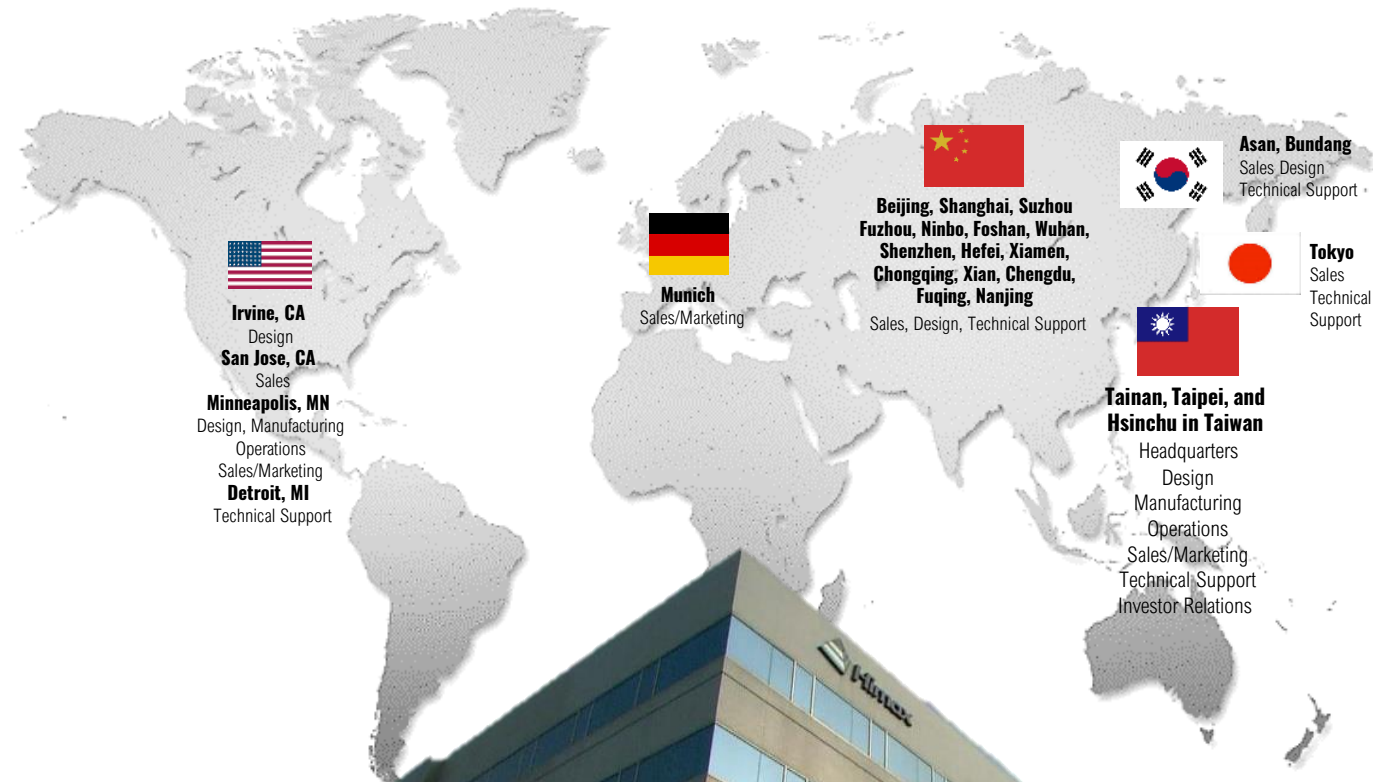 Irvine, CA
Design
San Jose, CA
Sales
Minneapolis, MN
Design, Manufacturing
Operations
Sales/Marketing
Detroit, MI
Technical Support
Munich
Sales/Marketing
Beijing, Shanghai, Suzhou
Fuzhou, Ninbo, Foshan, Wuhan,
Shenzhen, Hefei, Xiamen,
Chongqing, Xian, Chengdu,
Fuqing, Nanjing
Sales, Design, Technical Support
Asan, Bundang
Sales Design
Technical Support
Tokyo
Sales
Technical
Support
Tainan, Taipei, and
Hsinchu in Taiwan
Headquarters
Design
Manufacturing
Operations
Sales/Marketing
Technical Support
Investor Relations
Himax